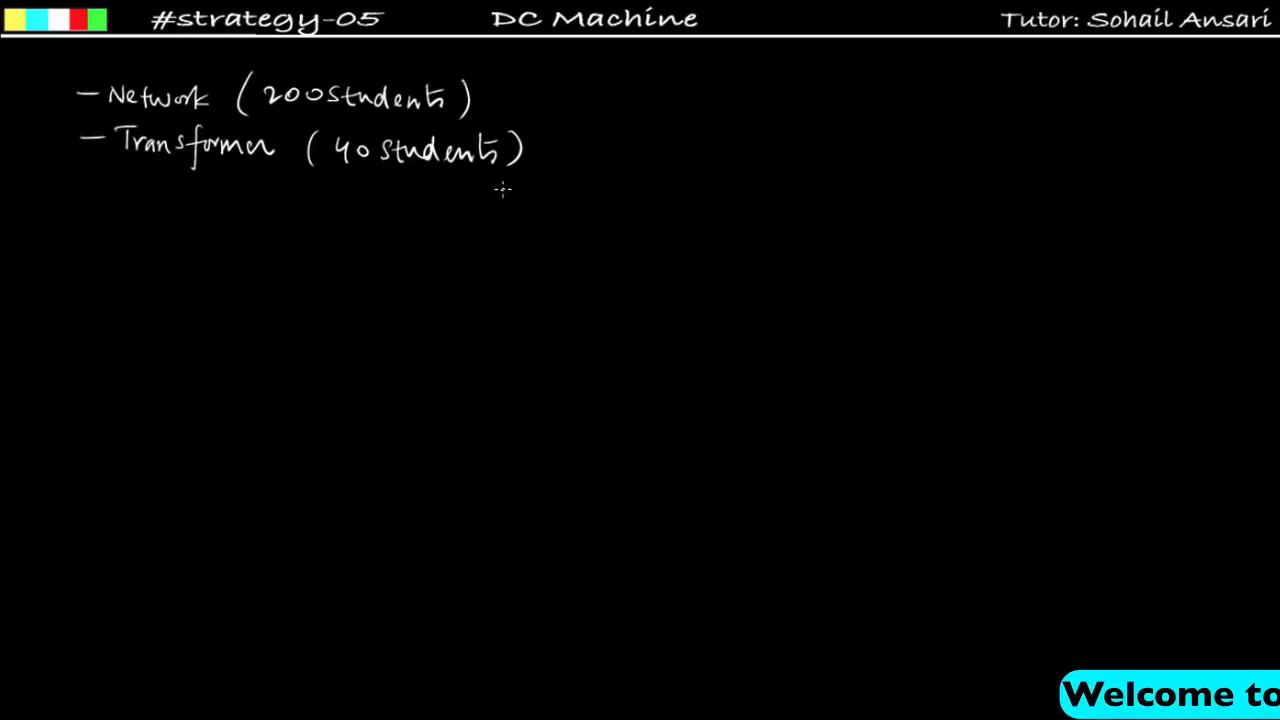 #strategy-05 DC Machine Tutor: Sohail Ansari
- Network (200 students)
- Transformer (40 students)
Welcome to